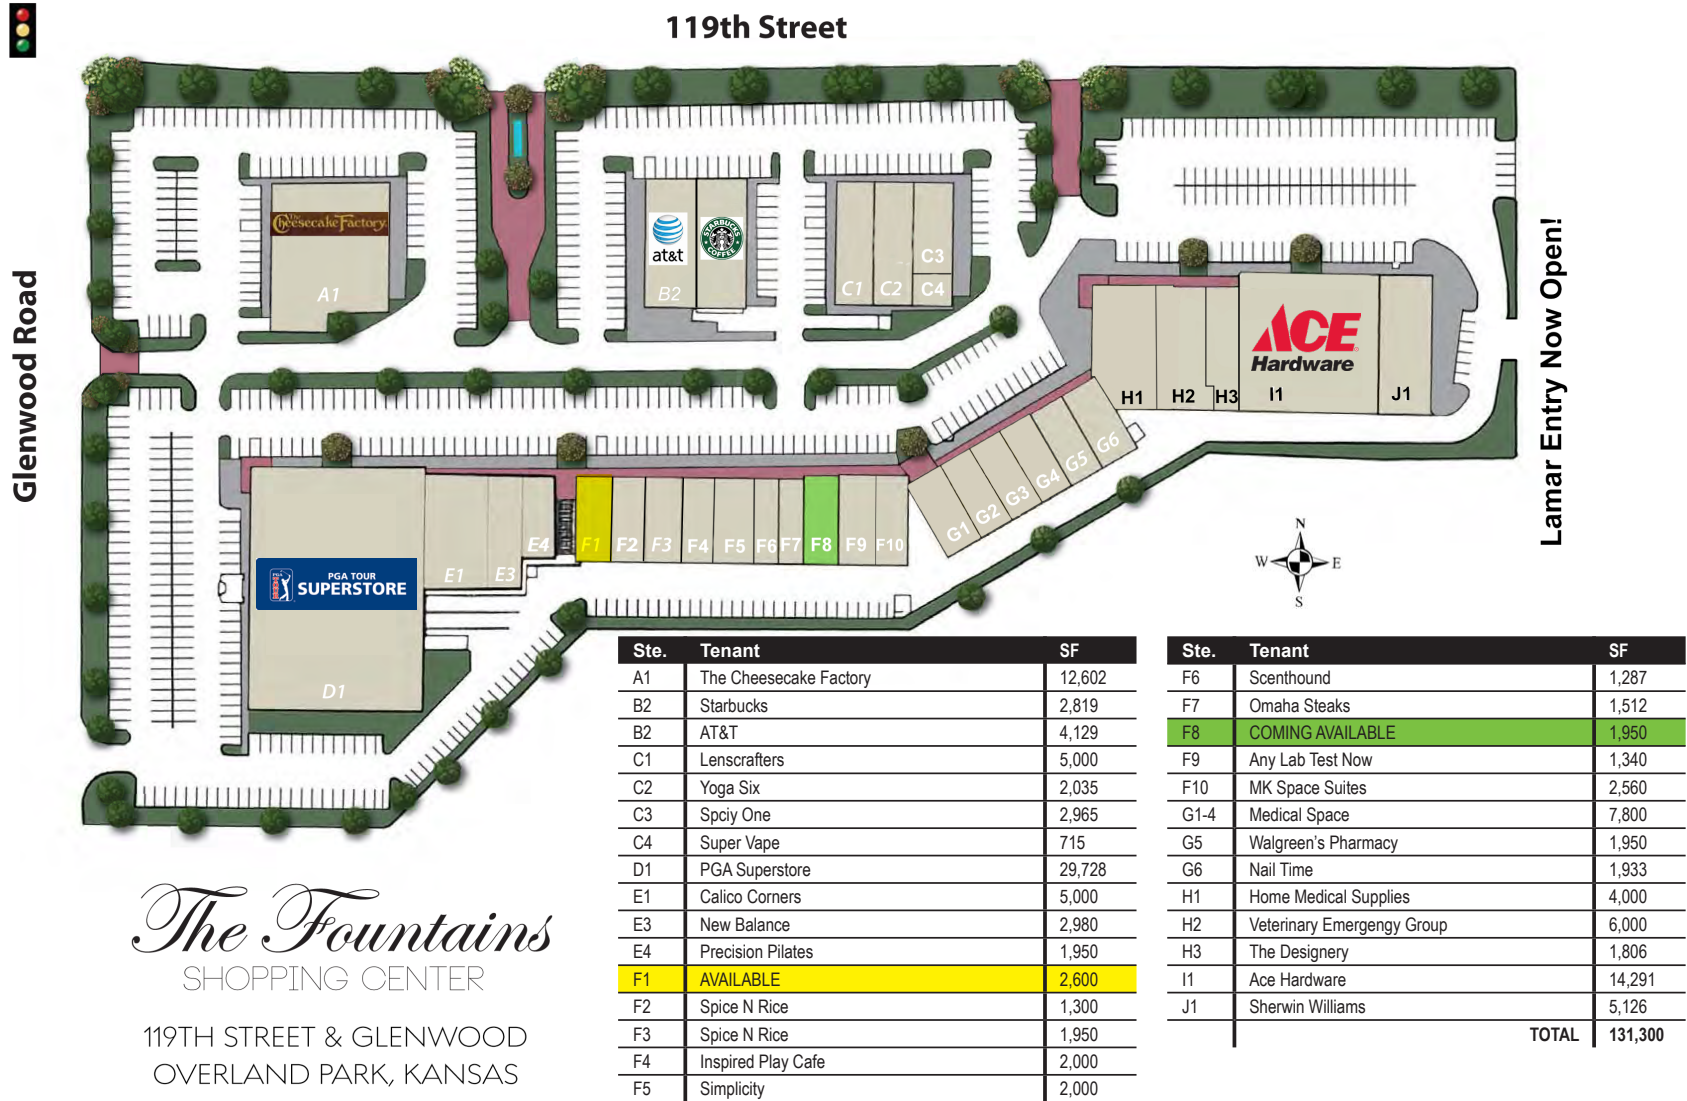 119th Street
Glenwood Road
Lamar Entry Now Open!
The Cheesecake Factory
A1
at&t
B2
STARBUCKS COFFEE
C1
C2
C3
C4
ACE
Hardware
H1
H2
H3
I1
J1
G1
G2
G3
G4
G5
G6
E1
E3
E4
F1
F2
F3
F4
F5
F6
F7
F8
F9
F10
PGA TOUR
SUPERSTORE
D1
N
W
E
S
Ste. Tenant SF
A1 The Cheesecake Factory 12,602
B2 Starbucks 2,819
B2 AT&T 4,129
C1 Lenscrafters 5,000
C2 Yoga Six 2,035
C3 Spciy One 2,965
C4 Super Vape 715
D1 PGA Superstore 29,728
E1 Calico Corners 5,000
E3 New Balance 2,980
E4 Precision Pilates 1,950
F1 AVAILABLE 2,600
F2 Spice N Rice 1,300
F3 Spice N Rice 1,950
F4 Inspired Play Cafe 2,000
F5 Simplicity 2,000
Ste. Tenant SF
F6 Scenthound 1,287
F7 Omaha Steaks 1,512
F8 COMING AVAILABLE 1,950
F9 Any Lab Test Now 1,340
F10 MK Space Suites 2,560
G1-4 Medical Space 7,800
G5 Walgreen's Pharmacy 1,950
G6 Nail Time 1,933
H1 Home Medical Supplies 4,000
H2 Veterinary Emergengy Group 6,000
H3 The Designery 1,806
I1 Ace Hardware 14,291
J1 Sherwin Williams 5,126
TOTAL 131,300
The Fountains
SHOPPING CENTER
119TH STREET & GLENWOOD
OVERLAND PARK, KANSAS